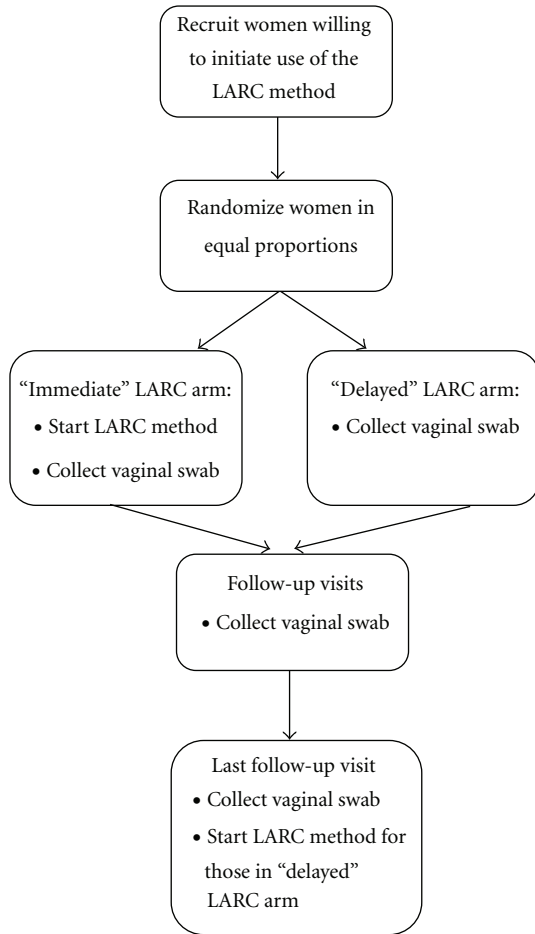 Recruit women willing
to initiate use of the
LARC method
Randomize women in
equal proportions
“Immediate” LARC arm:
• Start LARC method
• Collect vaginal swab
“Delayed” LARC arm:
• Collect vaginal swab
Follow-up visits
• Collect vaginal swab
Last follow-up visit
• Collect vaginal swab
• Start LARC method for
those in “delayed”
LARC arm